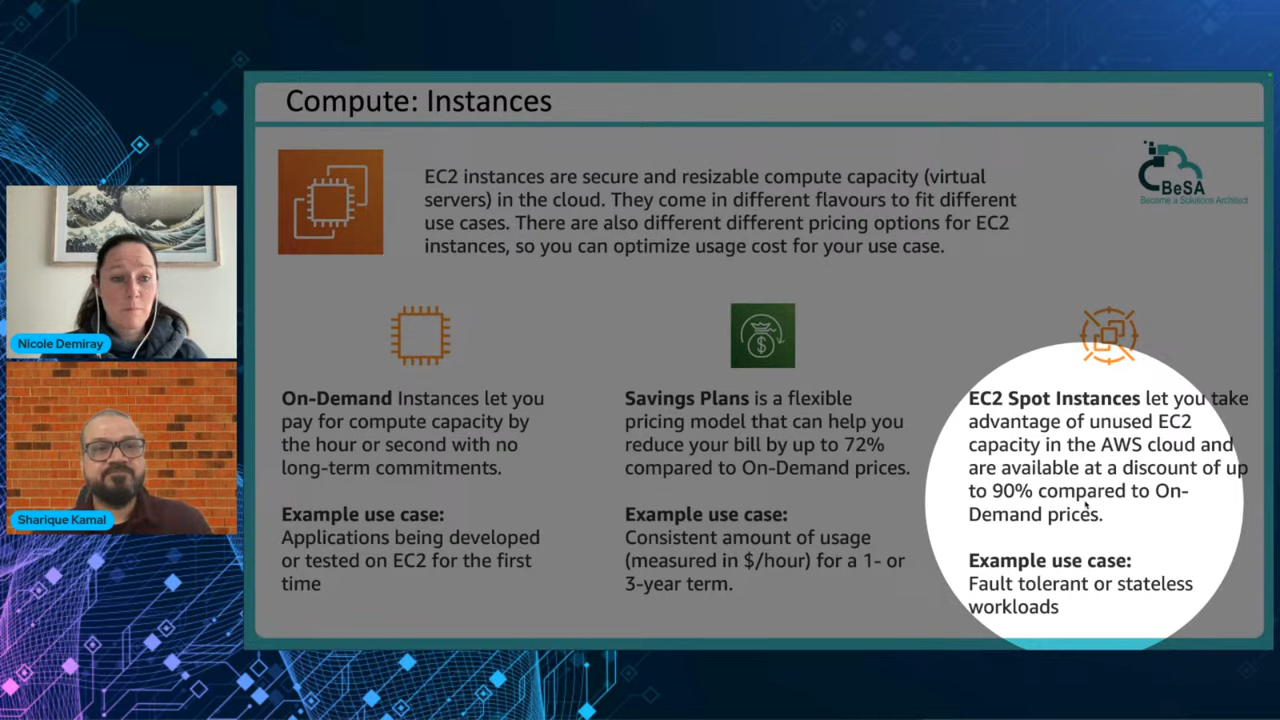 Compute: Instances
EC2 instances are secure and resizable compute capacity (virtual
servers) in the cloud. They come in different flavours to fit different
use cases. There are also different different pricing options for EC2
instances, so you can optimize usage cost for your use case.
BeSA
Become a Solutions Architect
Nicole Demiray
Sharique Kamal
On-Demand Instances let you
pay for compute capacity by
the hour or second with no
long-term commitments.
Example use case:
Applications being developed
or tested on EC2 for the first
time
Savings Plans is a flexible
pricing model that can help you
reduce your bill by up to 72%
compared to On-Demand prices.
Example use case:
Consistent amount of usage
(measured in $/hour) for a 1- or
3-year term.
EC2 Spot Instances let you take
advantage of unused EC2
capacity in the AWS cloud and
are available at a discount of up
to 90% compared to On-
Demand prices.
Example use case:
Fault tolerant or stateless
workloads